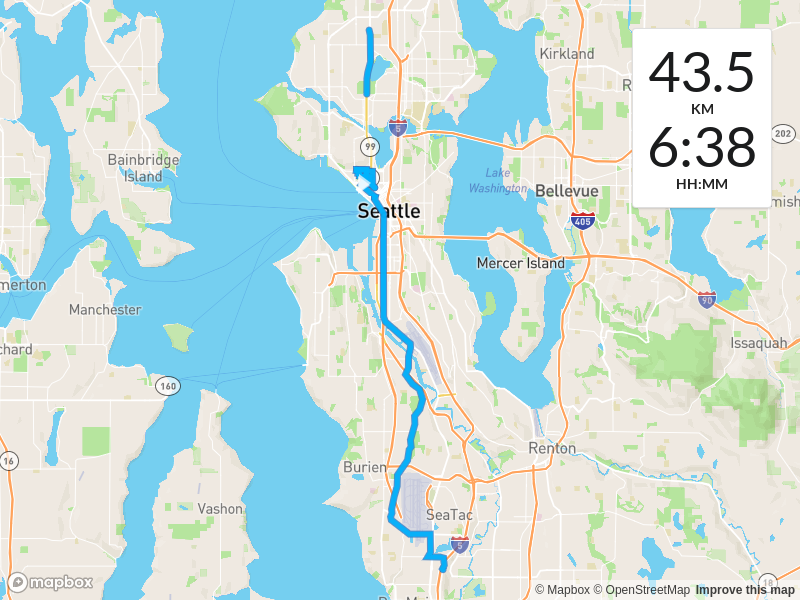 Kirkland
43.5
KM
6:38
HH:MM
5
202
99
Bainbridge
Island
Lake
Washington
Bellevue
Seattle
405
Mercer Island
Manchester
90
Issaquah
160
Renton
Burien
16
Vashon
SeaTac
5
18
mapbox
© Mapbox © OpenStreetMap Improve this map